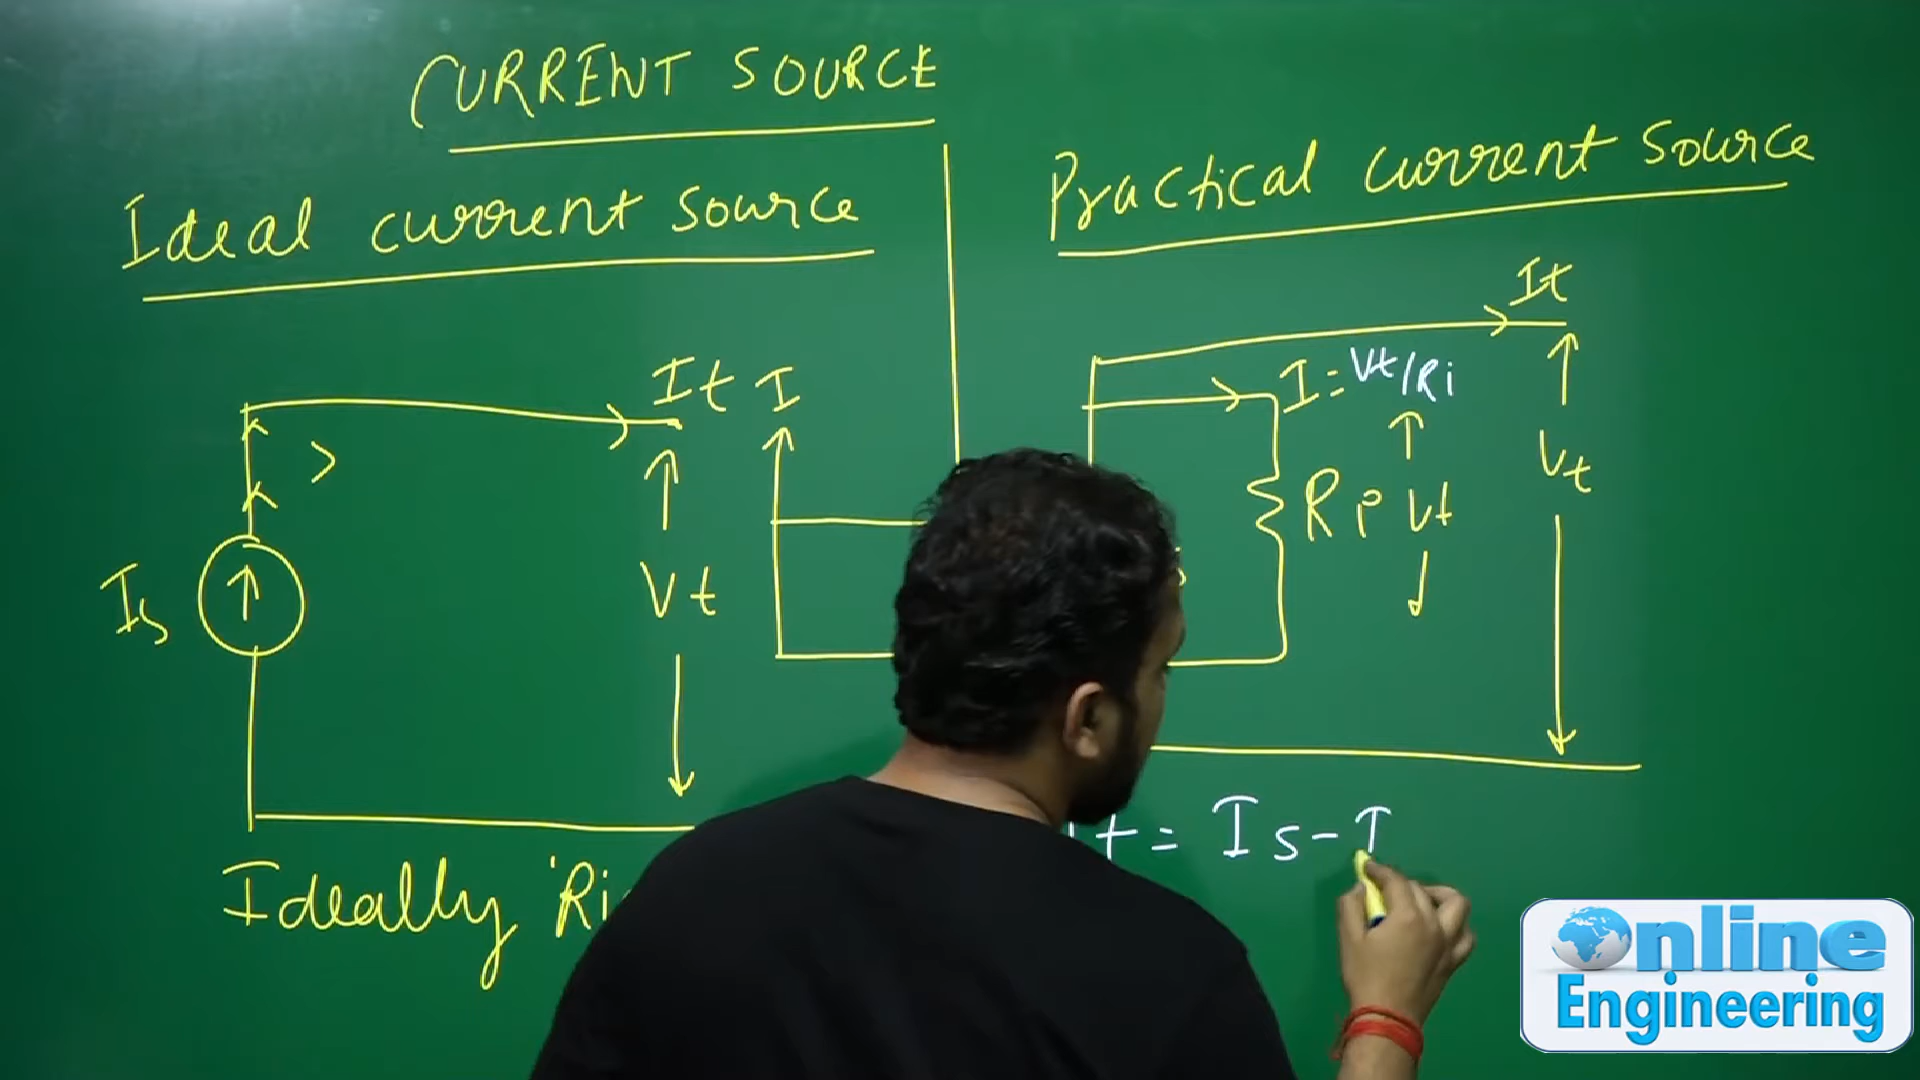 CURRENT SOURCE
Ideal current source
Practical current source
It
I
It
I = Vt/Ri
Vt
Ri
Vt
Is
Vt
t = Is - I
Ideally Ri
Online
Engineering